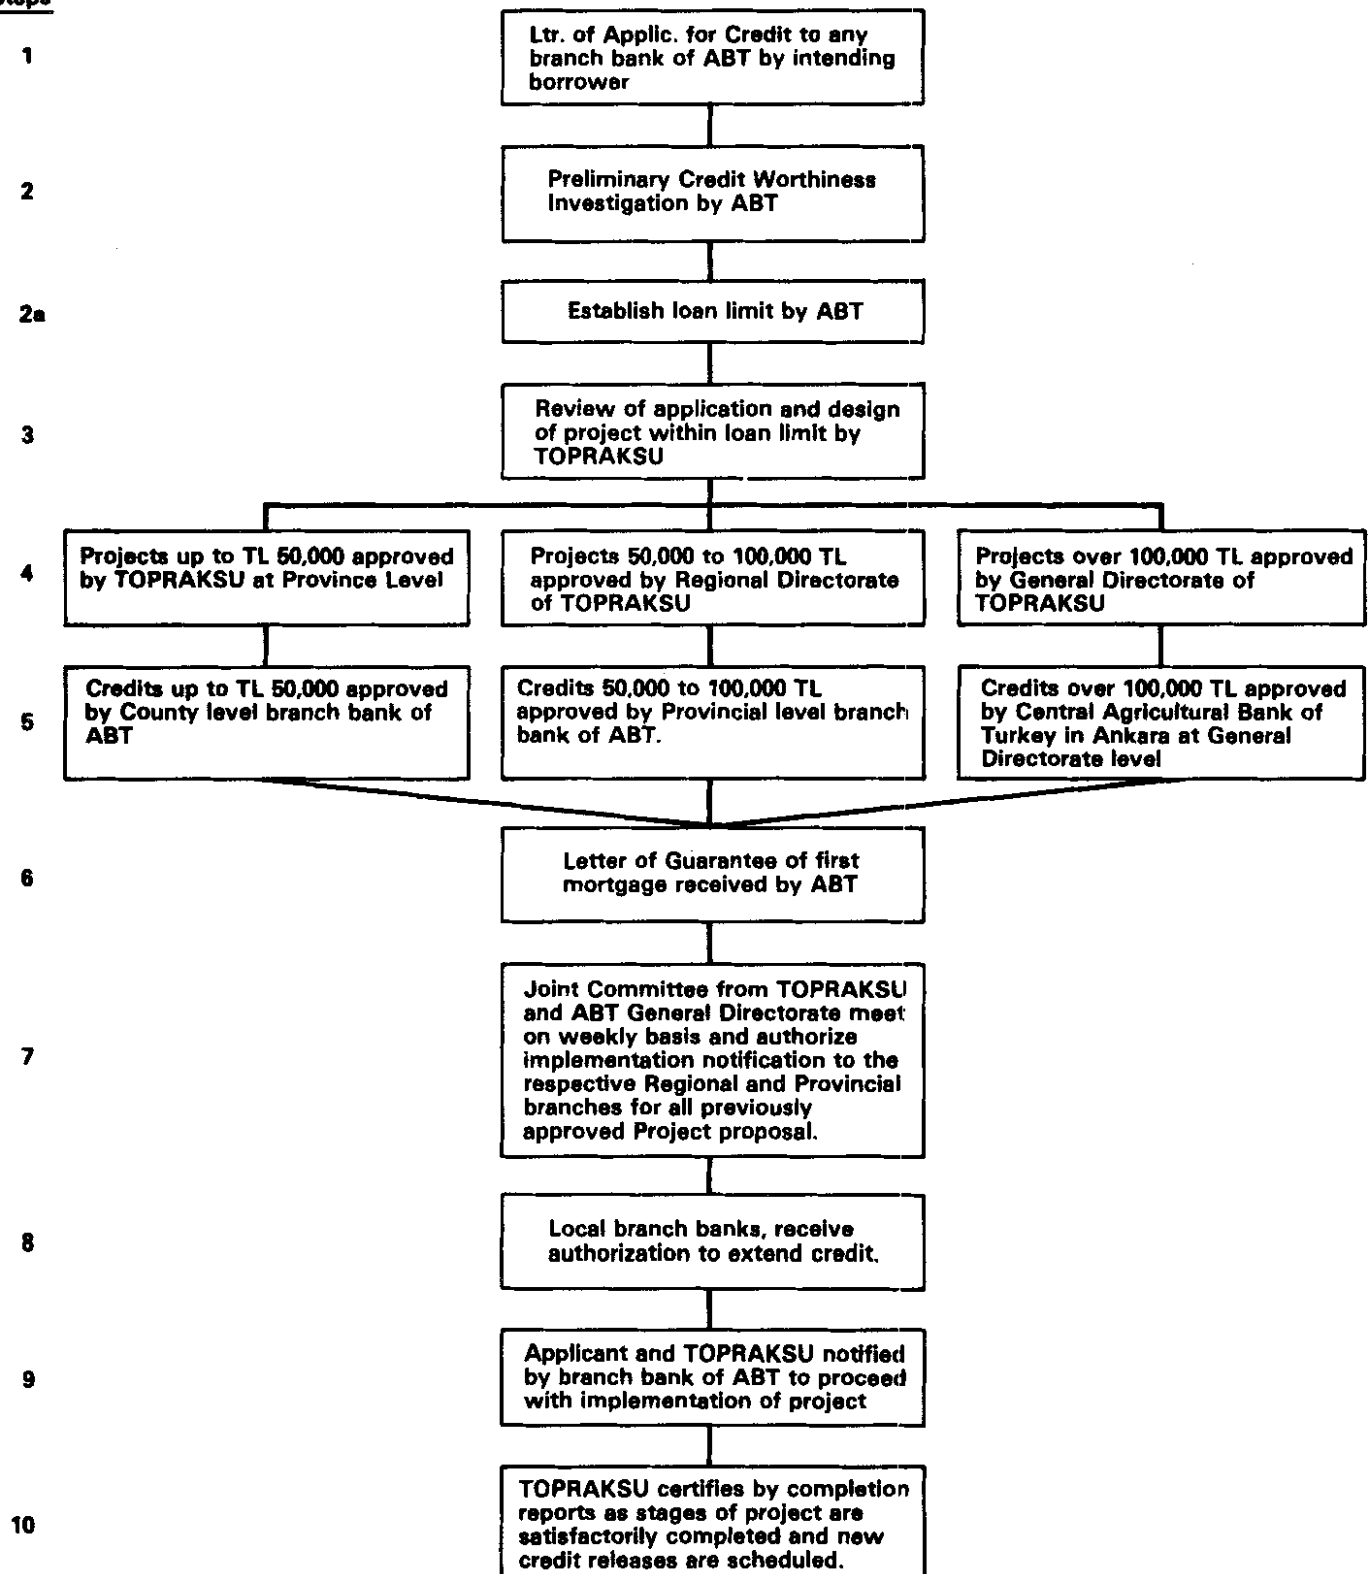 Steps
1
Ltr. of Applic. for Credit to any
branch bank of ABT by intending
borrower
2
Preliminary Credit Worthiness
Investigation by ABT
2a
Establish loan limit by ABT
3
Review of application and design
of project within loan limit by
TOPRAKSU
4
Projects up to TL 50,000 approved
by TOPRAKSU at Province Level
Projects 50,000 to 100,000 TL
approved by Regional Directorate
of TOPRAKSU
Projects over 100,000 TL approved
by General Directorate of
TOPRAKSU
5
Credits up to TL 50,000 approved
by County level branch bank of
ABT
Credits 50,000 to 100,000 TL
approved by Provincial level branch
bank of ABT.
Credits over 100,000 TL approved
by Central Agricultural Bank of
Turkey in Ankara at General
Directorate level
6
Letter of Guarantee of first
mortgage received by ABT
7
Joint Committee from TOPRAKSU
and ABT General Directorate meet
on weekly basis and authorize
implementation notification to the
respective Regional and Provincial
branches for all previously
approved Project proposal.
8
Local branch banks, receive
authorization to extend credit.
9
Applicant and TOPRAKSU notified
by branch bank of ABT to proceed
with implementation of project
10
TOPRAKSU certifies by completion
reports as stages of project are
satisfactorily completed and new
credit releases are scheduled.